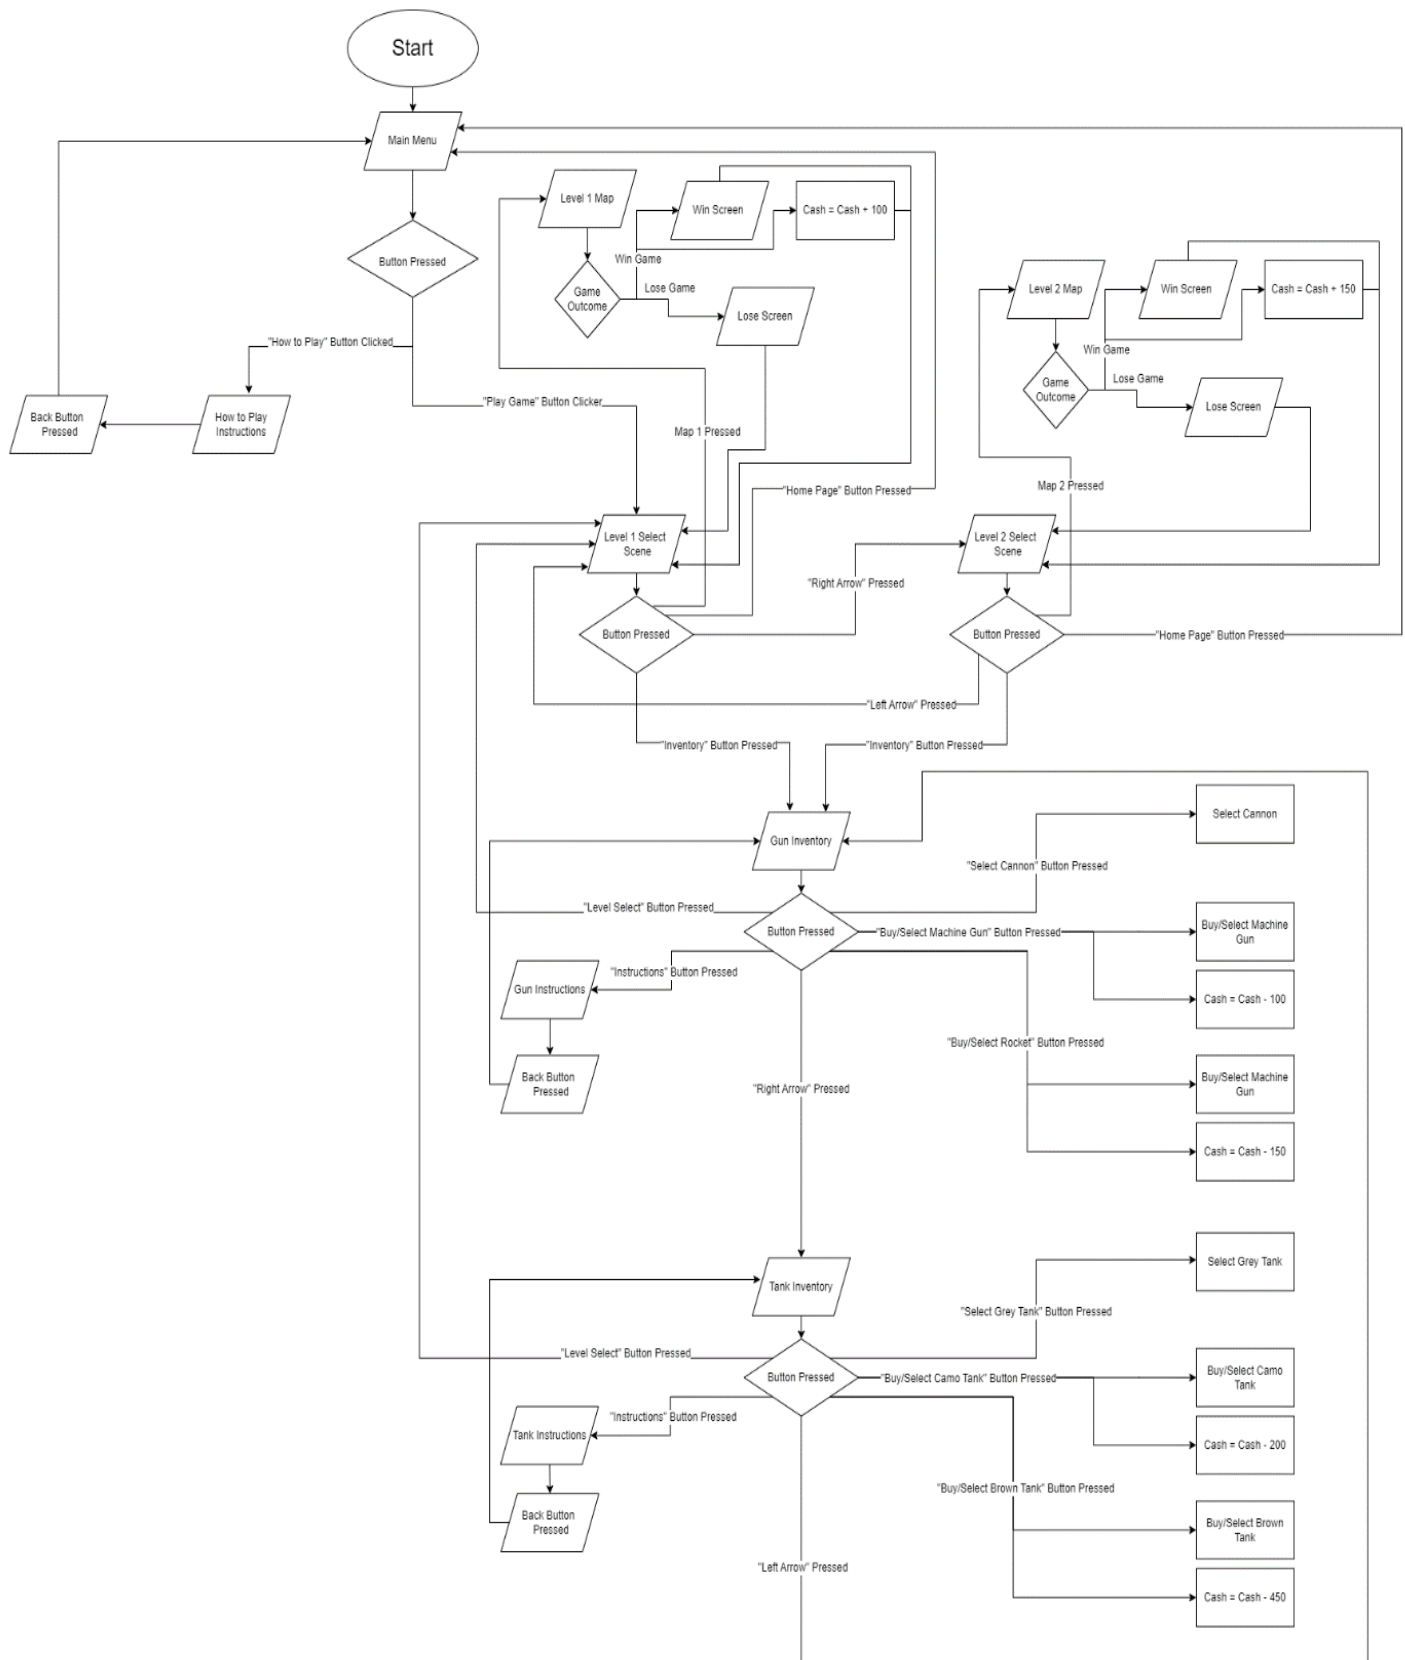 Start
Main Menu
Button Pressed
"How to Play" Button Clicked
Back Button
Pressed
How to Play
Instructions
"Play Game" Button Clicker
Level 1 Map
Win Screen
Cash = Cash + 100
Win Game
Game
Outcome
Lose Game
Lose Screen
Map 1 Pressed
"Home Page" Button Pressed
Level 2 Map
Win Screen
Cash = Cash + 150
Win Game
Game
Outcome
Lose Game
Lose Screen
Map 2 Pressed
Level 1 Select
Scene
Level 2 Select
Scene
"Right Arrow" Pressed
Button Pressed
Button Pressed
"Home Page" Button Pressed
"Left Arrow" Pressed
"Inventory" Button Pressed
"Inventory" Button Pressed
Gun Inventory
Select Cannon
"Select Cannon" Button Pressed
"Level Select" Button Pressed
Button Pressed
"Buy/Select Machine Gun" Button Pressed
Buy/Select Machine
Gun
"Instructions" Button Pressed
Gun Instructions
Cash = Cash - 100
"Buy/Select Rocket" Button Pressed
Back Button
Pressed
"Right Arrow" Pressed
Buy/Select Machine
Gun
Cash = Cash - 150
Tank Inventory
Select Grey Tank
"Select Grey Tank" Button Pressed
"Level Select" Button Pressed
Button Pressed
"Buy/Select Camo Tank" Button Pressed
Buy/Select Camo
Tank
"Instructions" Button Pressed
Tank Instructions
Cash = Cash - 200
"Buy/Select Brown Tank" Button Pressed
Back Button
Pressed
Buy/Select Brown
Tank
"Left Arrow" Pressed
Cash = Cash - 450